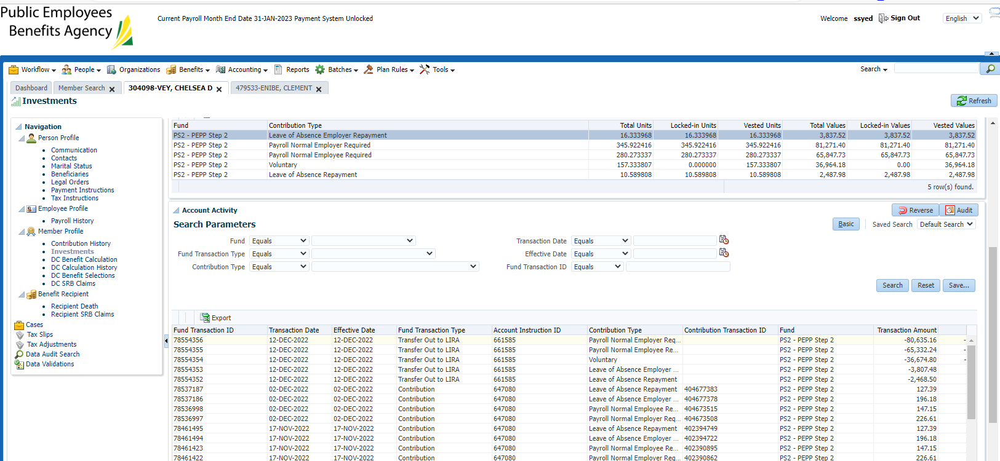 Public Employees
Benefits Agency
Current Payroll Month End Date 31-JAN-2023 Payment System Unlocked
Welcome ssyed Sign Out English
Workflow People Organizations Benefits Accounting Reports Batches Plan Rules Tools Search
Dashboard Member Search 304098-VEY, CHELSEA D 479533-ENIBE, CLEMENT
Investments Refresh
Navigation
Person Profile
Communication
Contacts
Marital Status
Beneficiaries
Legal Orders
Payment Instructions
Tax Instructions
Employee Profile
Payroll History
Member Profile
Contribution History
Investments
DC Benefit Calculation
DC Calculation History
DC Benefit Selections
DC SRB Claims
Benefit Recipient
Recipient Death
Recipient SRB Claims
Cases
Tax Slips
Tax Adjustments
Data Audit Search
Data Validations
Fund Contribution Type Total Units Locked-in Units Vested Units Total Values Locked-in Values Vested Values
PS2 - PEPP Step 2 Leave of Absence Employer Repayment 16.333968 16.333968 16.333968 3,837.52 3,837.52 3,837.52
PS2 - PEPP Step 2 Payroll Normal Employer Required 345.922416 345.922416 345.922416 81,271.40 81,271.40 81,271.40
PS2 - PEPP Step 2 Payroll Normal Employee Required 280.273337 280.273337 280.273337 65,847.73 65,847.73 65,847.73
PS2 - PEPP Step 2 Voluntary 157.333807 0.000000 157.333807 36,964.18 0.00 36,964.18
PS2 - PEPP Step 2 Leave of Absence Repayment 10.589808 10.589808 10.589808 2,487.98 2,487.98 2,487.98
5 row(s) found.
Account Activity Reverse Audit
Search Parameters Basic Saved Search Default Search
Fund Equals Transaction Date Equals
Fund Transaction Type Equals Effective Date Equals
Contribution Type Equals Fund Transaction ID Equals
Search Reset Save...
Export
Fund Transaction ID Transaction Date Effective Date Fund Transaction Type Account Instruction ID Contribution Type Contribution Transaction ID Fund Transaction Amount
78554356 12-DEC-2022 12-DEC-2022 Transfer Out to LIRA 661585 Payroll Normal Employer Req... PS2 - PEPP Step 2 -80,635.16 -
78554355 12-DEC-2022 12-DEC-2022 Transfer Out to LIRA 661585 Payroll Normal Employee Re... PS2 - PEPP Step 2 -65,332.24 -
78554354 12-DEC-2022 12-DEC-2022 Transfer Out to LIRA 661585 Voluntary PS2 - PEPP Step 2 -36,674.80 -
78554353 12-DEC-2022 12-DEC-2022 Transfer Out to LIRA 661585 Leave of Absence Employer ... PS2 - PEPP Step 2 -3,807.48
78554352 12-DEC-2022 12-DEC-2022 Transfer Out to LIRA 661585 Leave of Absence Repayment PS2 - PEPP Step 2 -2,468.50
78537187 02-DEC-2022 02-DEC-2022 Contribution 647080 Leave of Absence Repayment 404677383 PS2 - PEPP Step 2 127.39
78537186 02-DEC-2022 02-DEC-2022 Contribution 647080 Leave of Absence Employer ... 404677378 PS2 - PEPP Step 2 196.18
78536998 02-DEC-2022 02-DEC-2022 Contribution 647080 Payroll Normal Employee Re... 404673515 PS2 - PEPP Step 2 147.15
78536997 02-DEC-2022 02-DEC-2022 Contribution 647080 Payroll Normal Employer Req... 404673508 PS2 - PEPP Step 2 226.61
78461495 17-NOV-2022 17-NOV-2022 Contribution 647080 Leave of Absence Repayment 402394749 PS2 - PEPP Step 2 127.39
78461494 17-NOV-2022 17-NOV-2022 Contribution 647080 Leave of Absence Employer ... 402394722 PS2 - PEPP Step 2 196.18
78461423 17-NOV-2022 17-NOV-2022 Contribution 647080 Payroll Normal Employee Re... 402390895 PS2 - PEPP Step 2 147.15
78461422 17-NOV-2022 17-NOV-2022 Contribution 647080 Payroll Normal Employer Req... 402390862 PS2 - PEPP Step 2 226.61